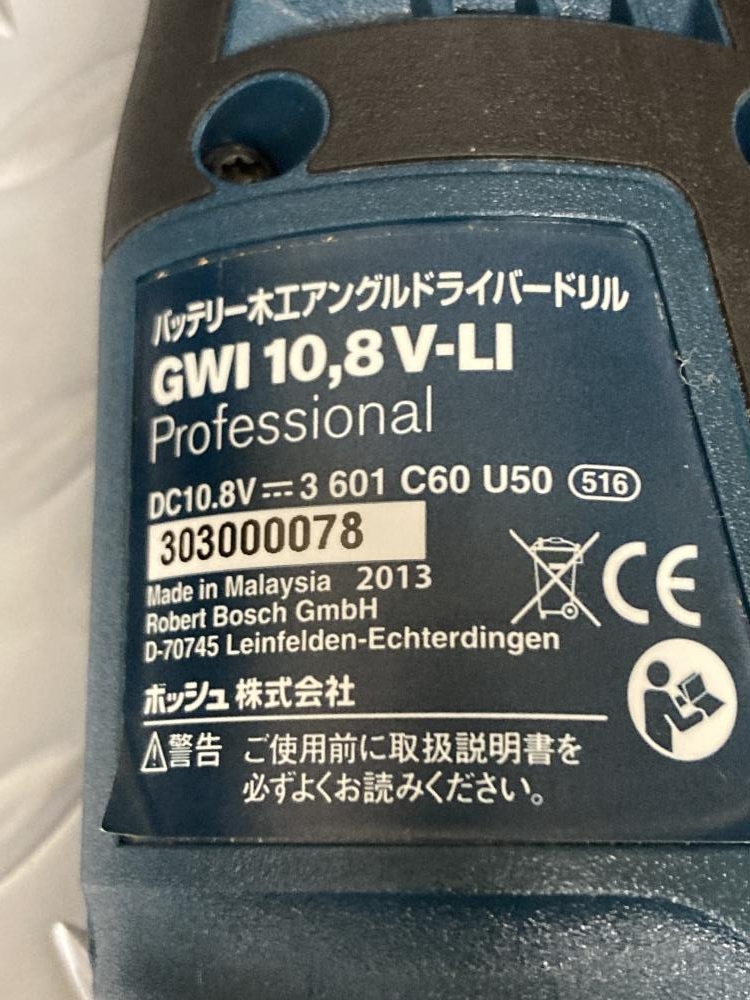 バッテリー木工アングルドライバードリル
GWI 10,8 V-LI
Professional
DC10.8V ⎓ 3 601 C60 U50 516
303000078
Made in Malaysia 2013
Robert Bosch GmbH
D-70745 Leinfelden-Echterdingen
CE
ボッシュ 株式会社
⚠警告 ご使用前に取扱説明書を
必ずよくお読みください。